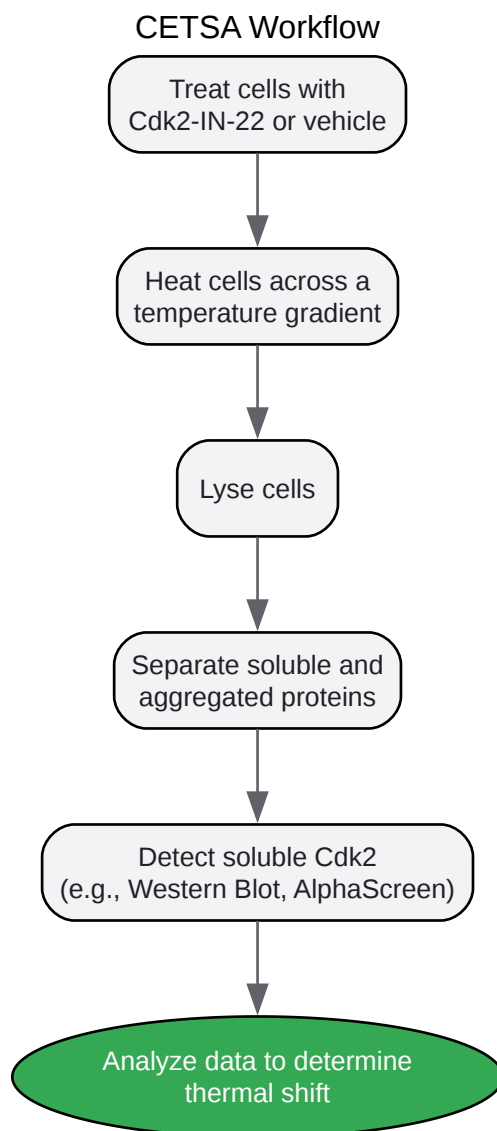 CETSA Workflow
Treat cells with
Cdk2-IN-22 or vehicle
Heat cells across a
temperature gradient
Lyse cells
Separate soluble and
aggregated proteins
Detect soluble Cdk2
(e.g., Western Blot, AlphaScreen)
Analyze data to determine
thermal shift